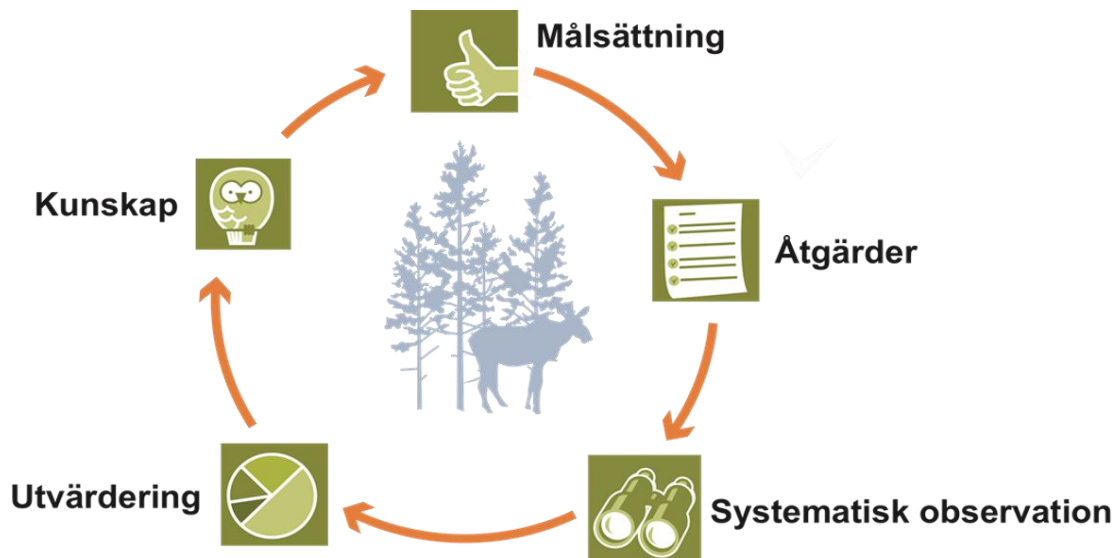 Målsättning
Åtgärder
Systematisk observation
Utvärdering
Kunskap